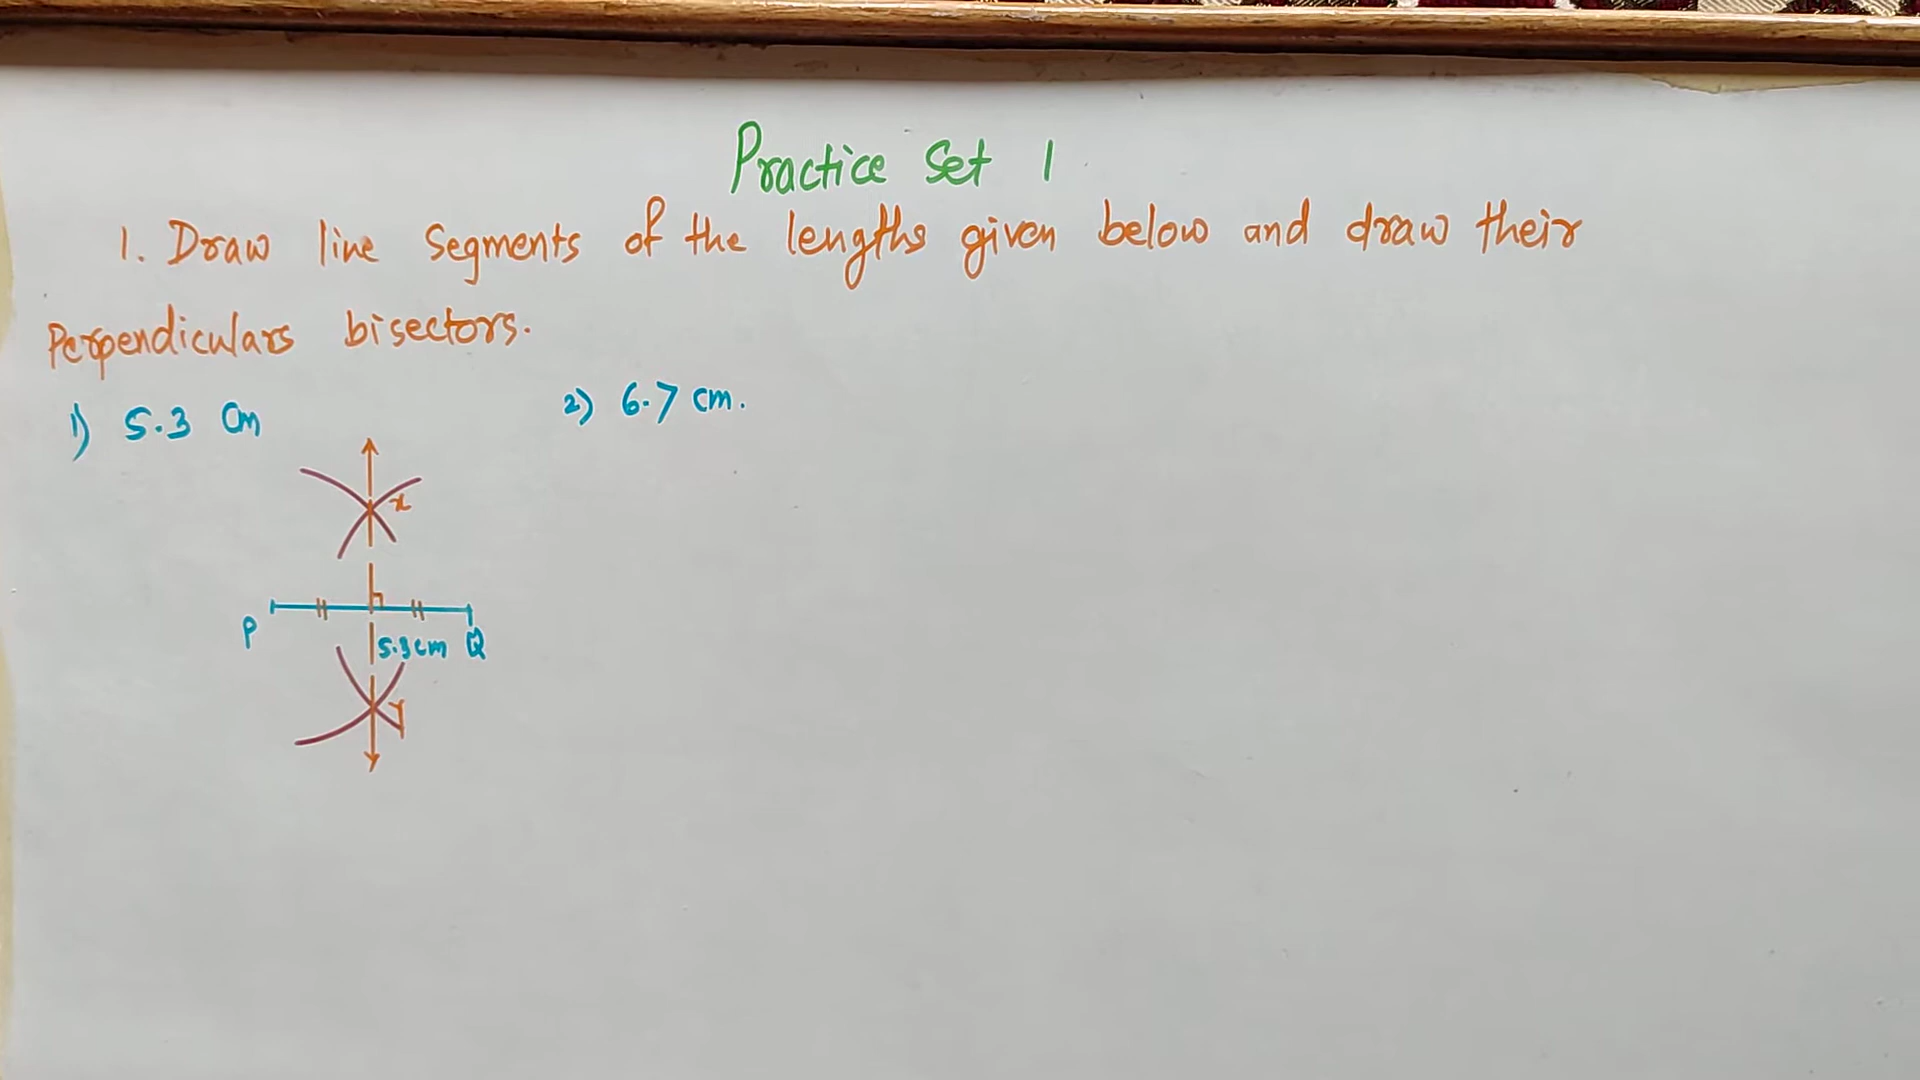 Practice Set 1
1. Draw line Segments of the lengths given below and draw their
Perpendiculars bisectors.
1) 5.3 Cm
2) 6.7 cm.
x
P
5.3cm Q
y